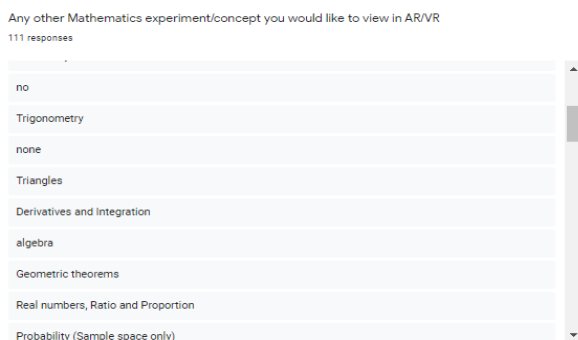 Any other Mathematics experiment/concept you would like to view in AR/VR
111 responses
no
Trigonometry
none
Triangles
Derivatives and Integration
algebra
Geometric theorems
Real numbers, Ratio and Proportion
Probability (Sample space only)